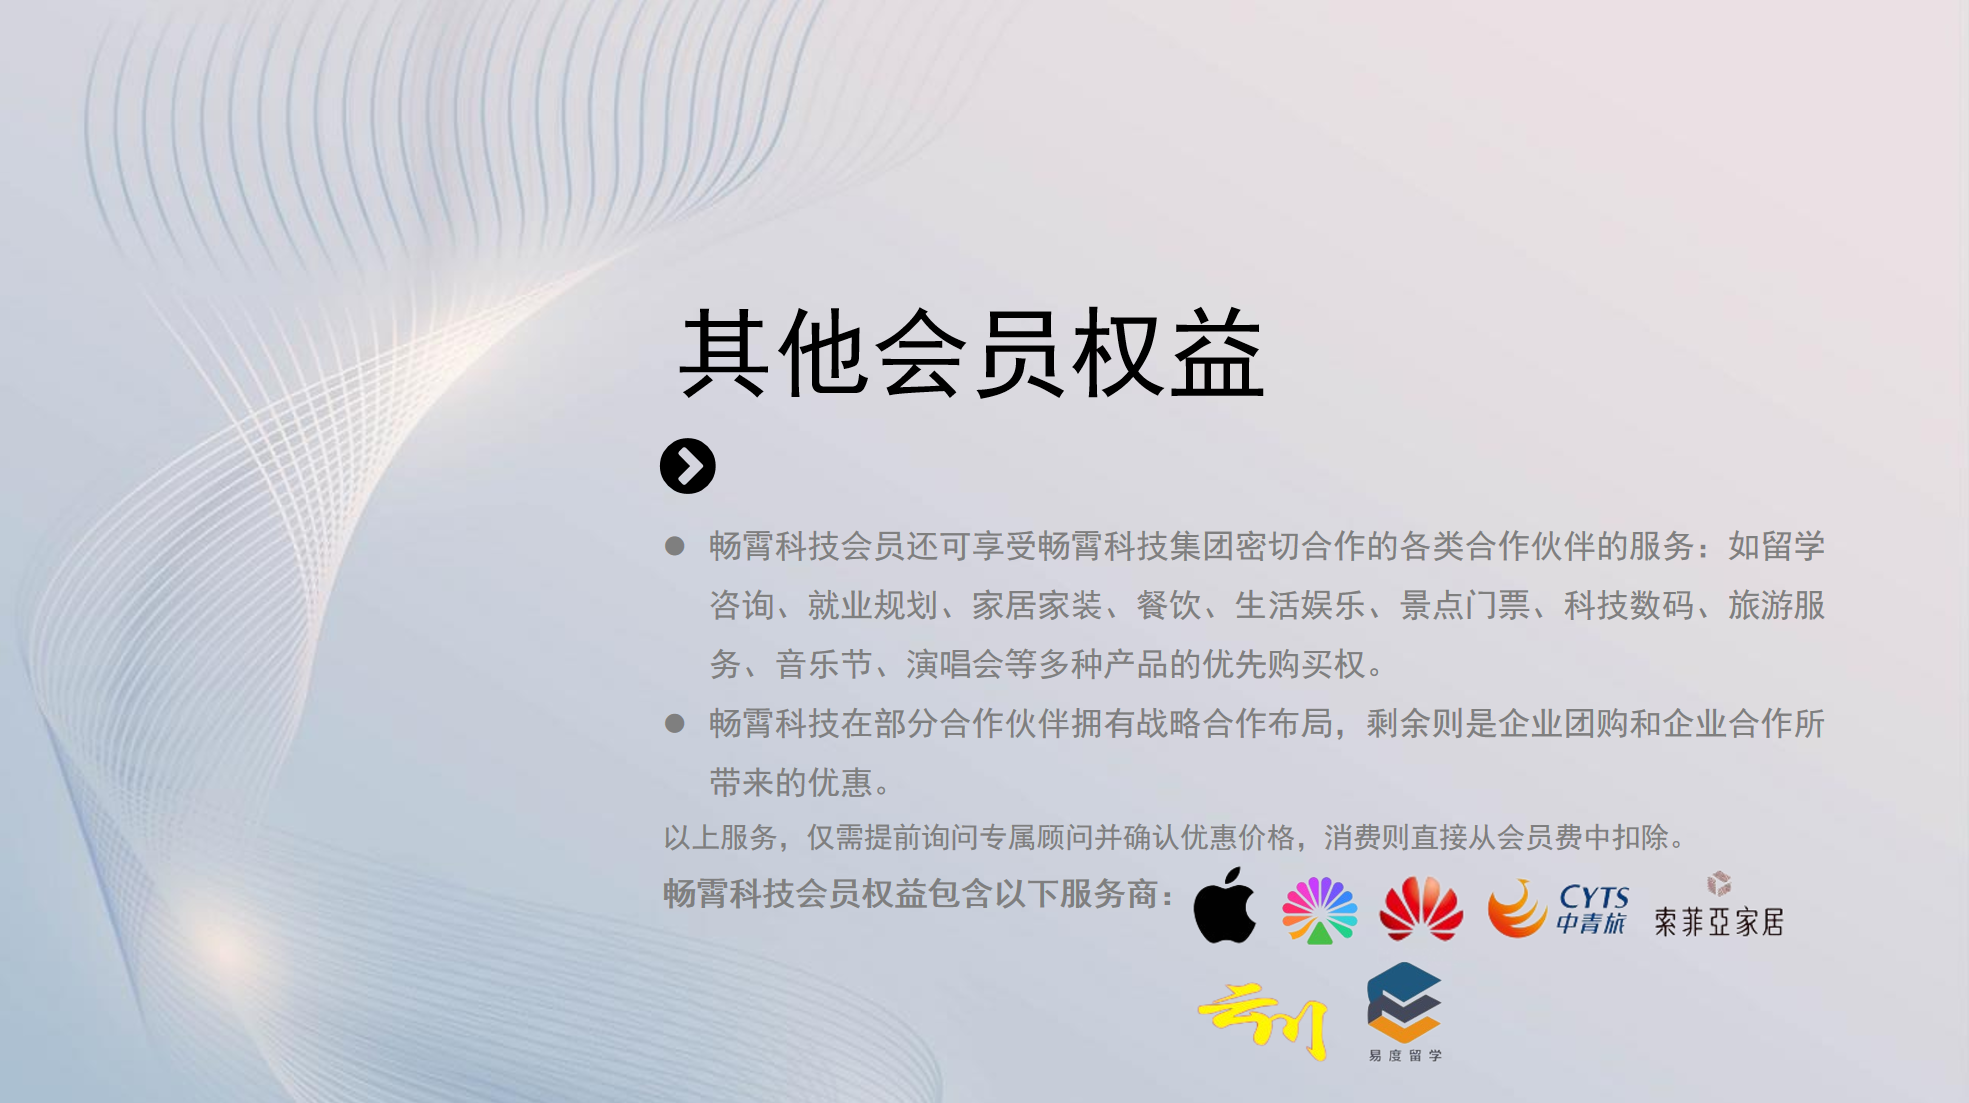 其他会员权益
畅霄科技会员还可享受畅霄科技集团密切合作的各类合作伙伴的服务：如留学
咨询、就业规划、家居家装、餐饮、生活娱乐、景点门票、科技数码、旅游服
务、音乐节、演唱会等多种产品的优先购买权。
畅霄科技在部分合作伙伴拥有战略合作布局，剩余则是企业团购和企业合作所
带来的优惠。
以上服务，仅需提前询问专属顾问并确认优惠价格，消费则直接从会员费中扣除。
畅霄科技会员权益包含以下服务商：
CYTS
中青旅
索菲亞家居
易度留学